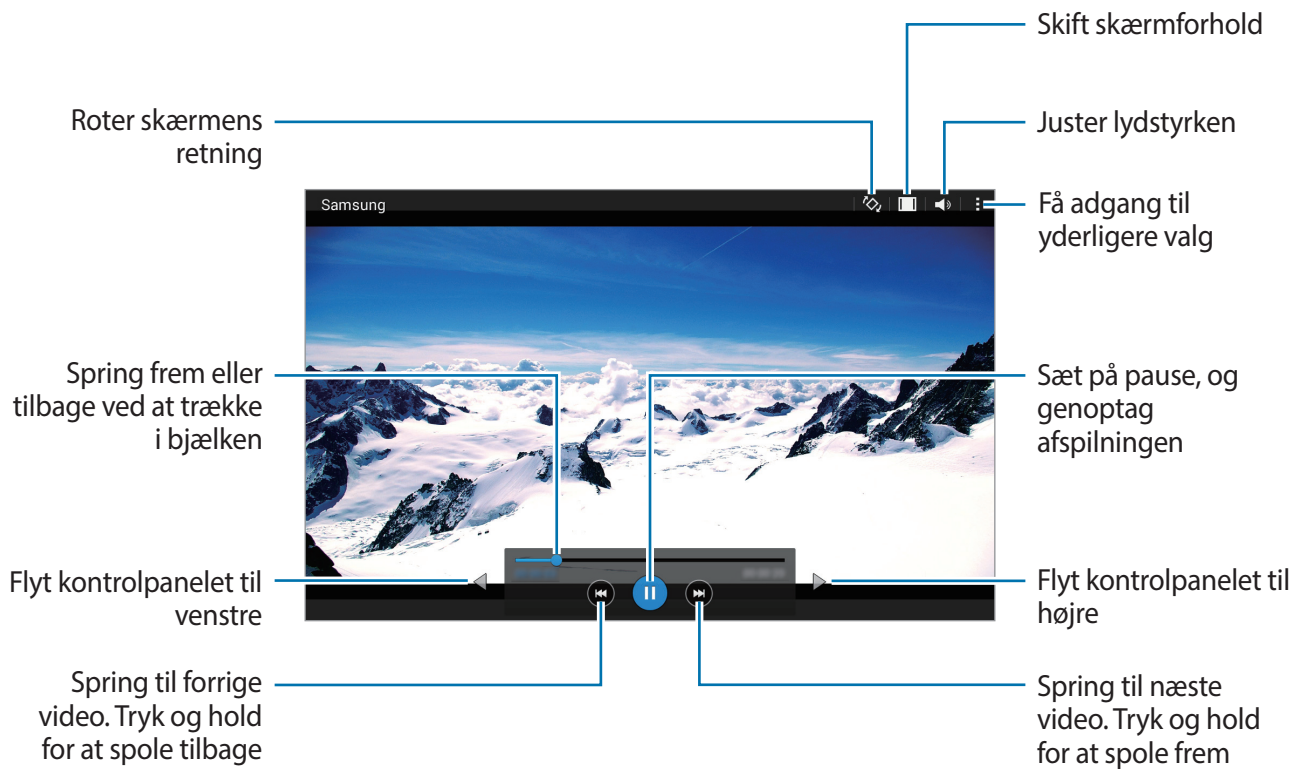 Skift skærmforhold
Roter skærmens
retning
Juster lydstyrken
Samsung
Få adgang til
yderligere valg
Spring frem eller
tilbage ved at trække
i bjælken
Sæt på pause, og
genoptag
afspilningen
Flyt kontrolpanelet til
venstre
Flyt kontrolpanelet til
højre
Spring til forrige
video. Tryk og hold
for at spole tilbage
Spring til næste
video. Tryk og hold
for at spole frem